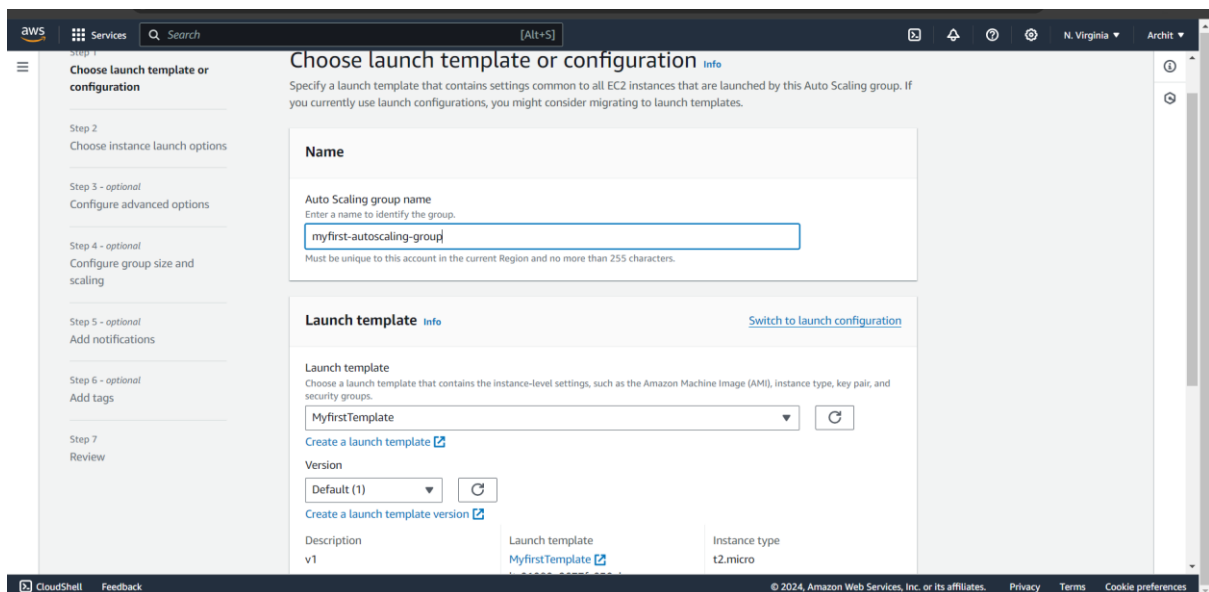 aws
Services
Search
[Alt+S]
N. Virginia
Archit
Step 1
Choose launch template or
configuration
Step 2
Choose instance launch options
Step 3 - optional
Configure advanced options
Step 4 - optional
Configure group size and
scaling
Step 5 - optional
Add notifications
Step 6 - optional
Add tags
Step 7
Review
Choose launch template or configuration Info
Specify a launch template that contains settings common to all EC2 instances that are launched by this Auto Scaling group. If
you currently use launch configurations, you might consider migrating to launch templates.
Name
Auto Scaling group name
Enter a name to identify the group.
myfirst-autoscaling-group
Must be unique to this account in the current Region and no more than 255 characters.
Launch template Info
Switch to launch configuration
Launch template
Choose a launch template that contains the instance-level settings, such as the Amazon Machine Image (AMI), instance type, key pair, and
security groups.
MyfirstTemplate
Create a launch template
Version
Default (1)
Create a launch template version
Description
v1
Launch template
MyfirstTemplate
Instance type
t2.micro
CloudShell
Feedback
© 2024, Amazon Web Services, Inc. or its affiliates.
Privacy
Terms
Cookie preferences